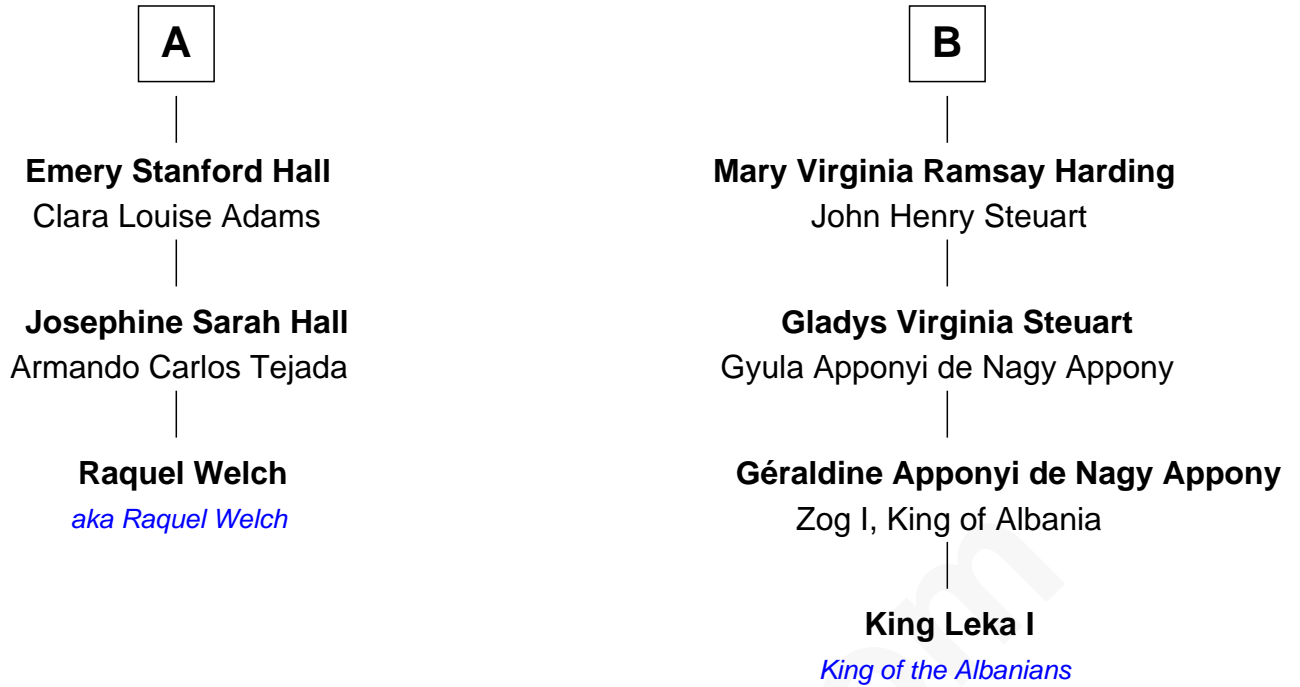 A
Emery Stanford Hall
Clara Louise Adams
Josephine Sarah Hall
Armando Carlos Tejada
Raquel Welch
aka Raquel Welch
B
Mary Virginia Ramsay Harding
John Henry Steuart
Gladys Virginia Steuart
Gyula Apponyi de Nagy Appony
Géraldine Apponyi de Nagy Appony
Zog I, King of Albania
King Leka I
King of the Albanians